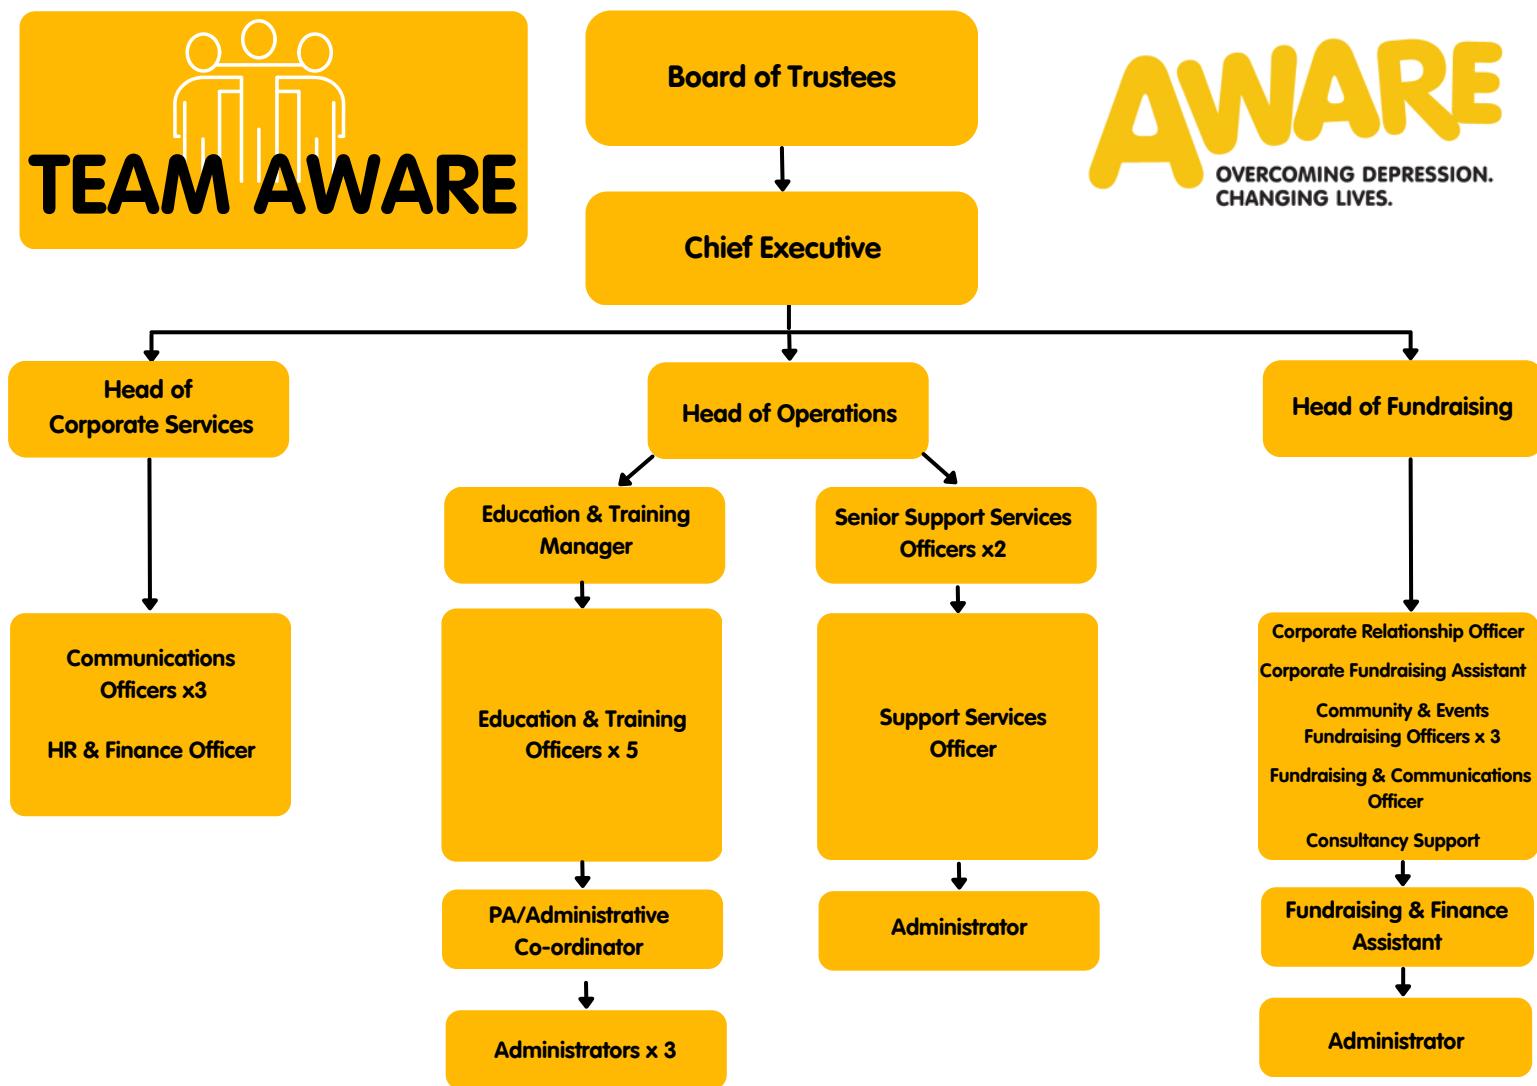 TEAM AWARE
Board of Trustees
AWARE
OVERCOMING DEPRESSION.
CHANGING LIVES.
Chief Executive
Head of
Corporate Services
Head of Operations
Head of Fundraising
Education & Training
Manager
Senior Support Services
Officers x2
Communications
Officers x3
HR & Finance Officer
Education & Training
Officers x 5
Support Services
Officer
Corporate Relationship Officer
Corporate Fundraising Assistant
Community & Events
Fundraising Officers x 3
Fundraising & Communications
Officer
Consultancy Support
PA/Administrative
Co-ordinator
Administrator
Fundraising & Finance
Assistant
Administrators x 3
Administrator